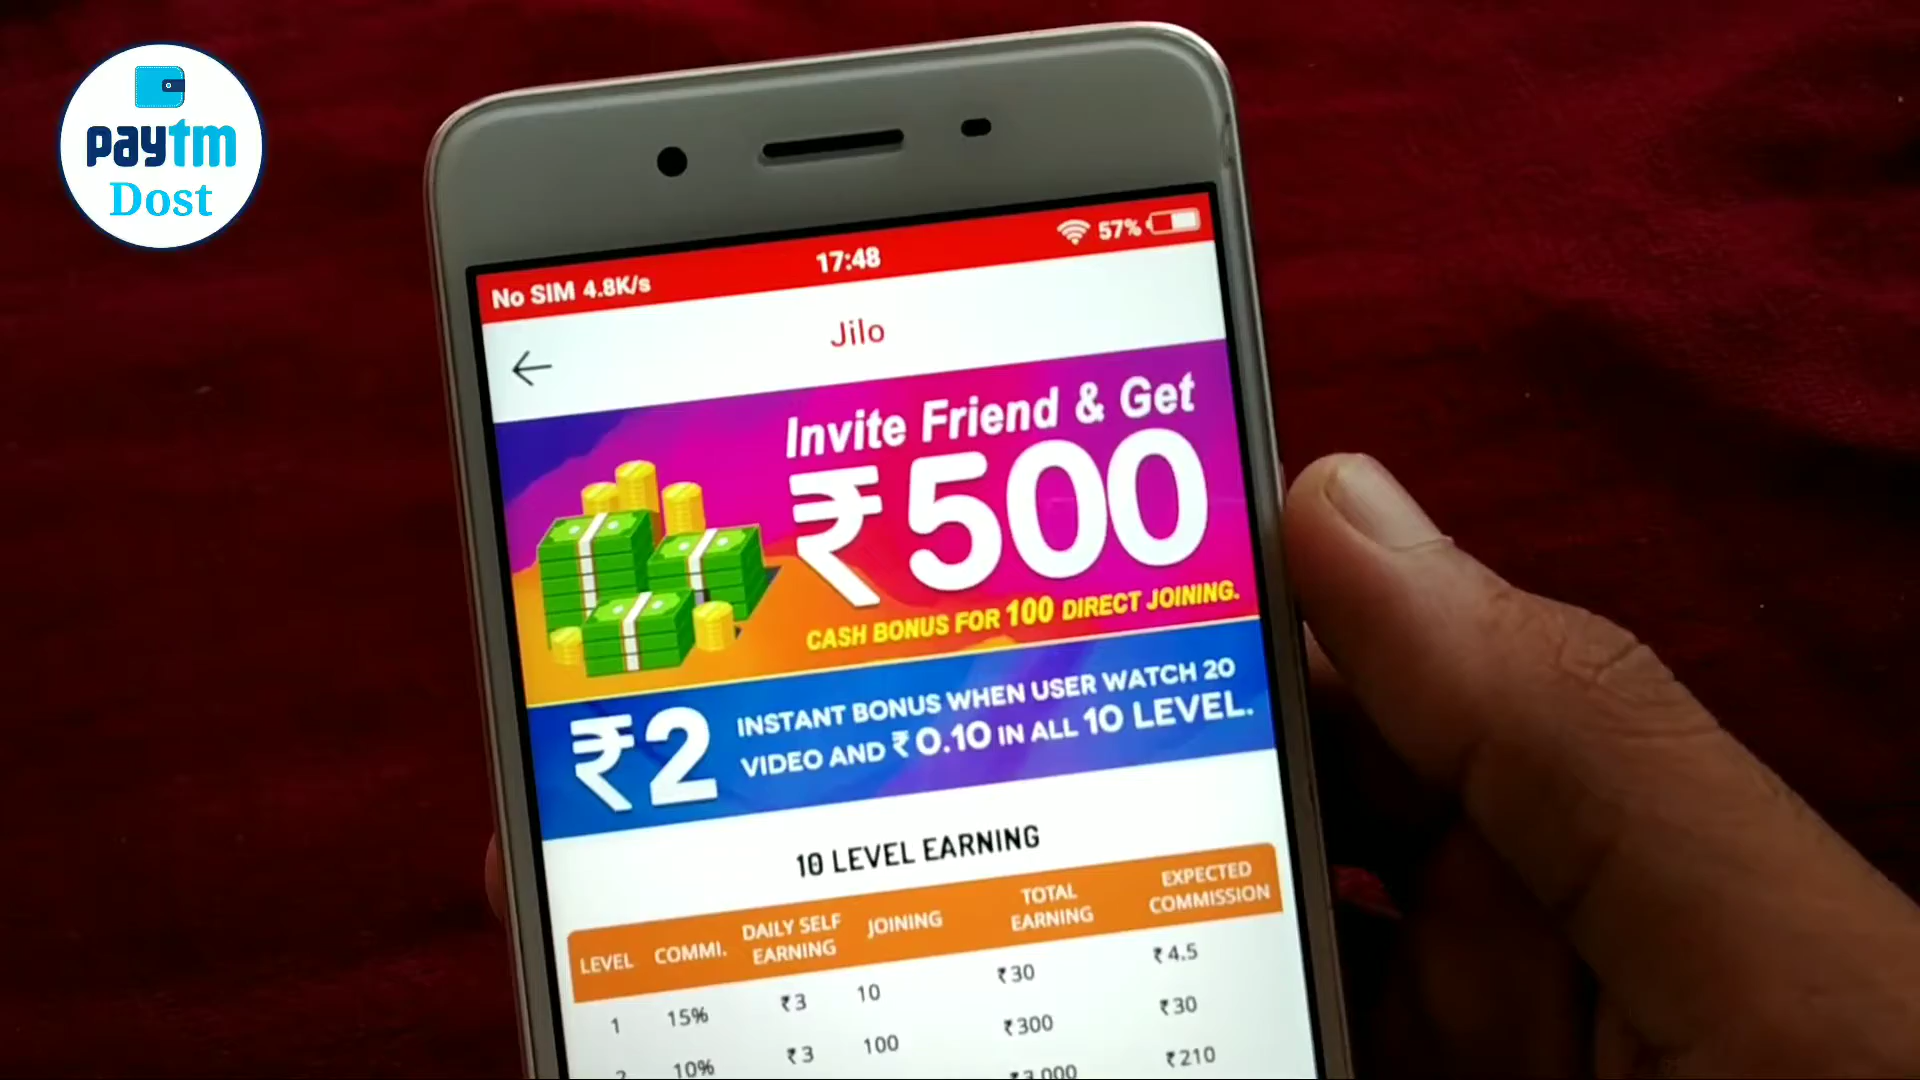 paytm
Dost
No SIM 4.8K/s
17:48
57%
Jilo
Invite Friend & Get
₹500
CASH BONUS FOR 100 DIRECT JOINING.
₹2
INSTANT BONUS WHEN USER WATCH 20
VIDEO AND ₹0.10 IN ALL 10 LEVEL.
10 LEVEL EARNING
LEVEL COMMI. DAILY SELF EARNING JOINING TOTAL EARNING EXPECTED COMMISSION
1 15% ₹3 10 ₹30 ₹4.5
2 10% ₹3 100 ₹300 ₹30
₹3,000 ₹210